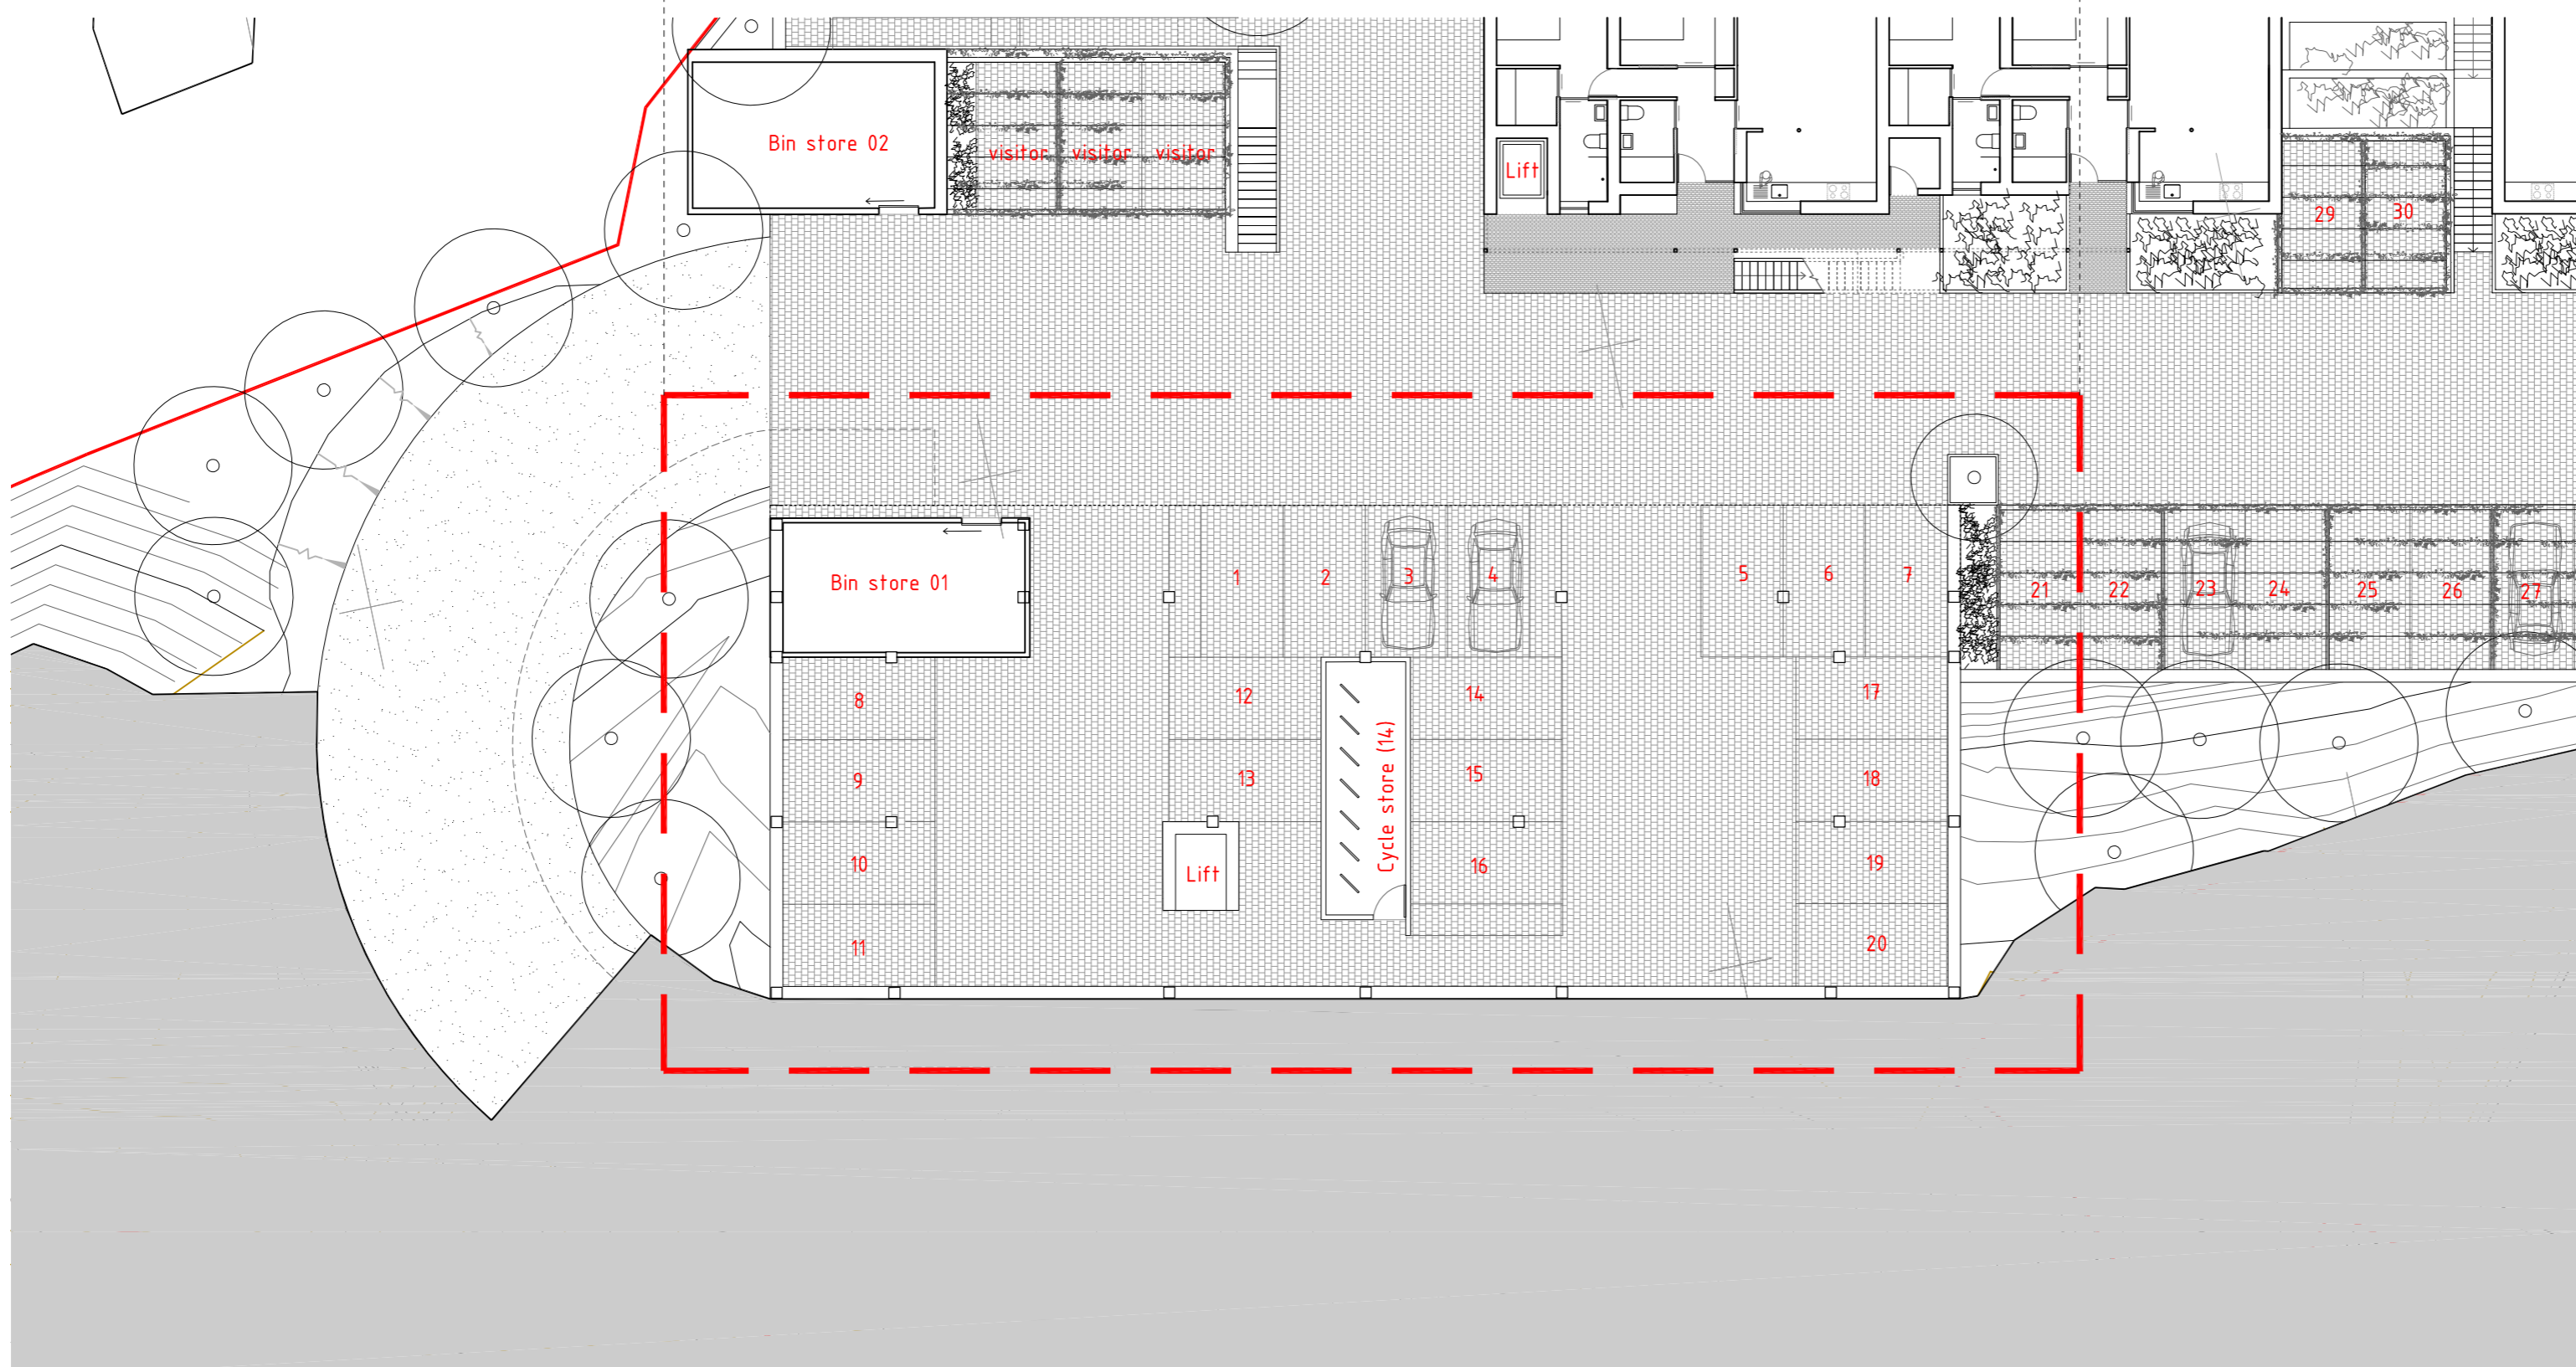 Bin store 02
visitor visitor visitor
Lift
29 30
Bin store 01
1 2 3 4 5 6 7
21 22 23 24 25 26 27
8 12 14 17
9 13 15 18
Cycle store (14)
10 Lift 16 19
11 20